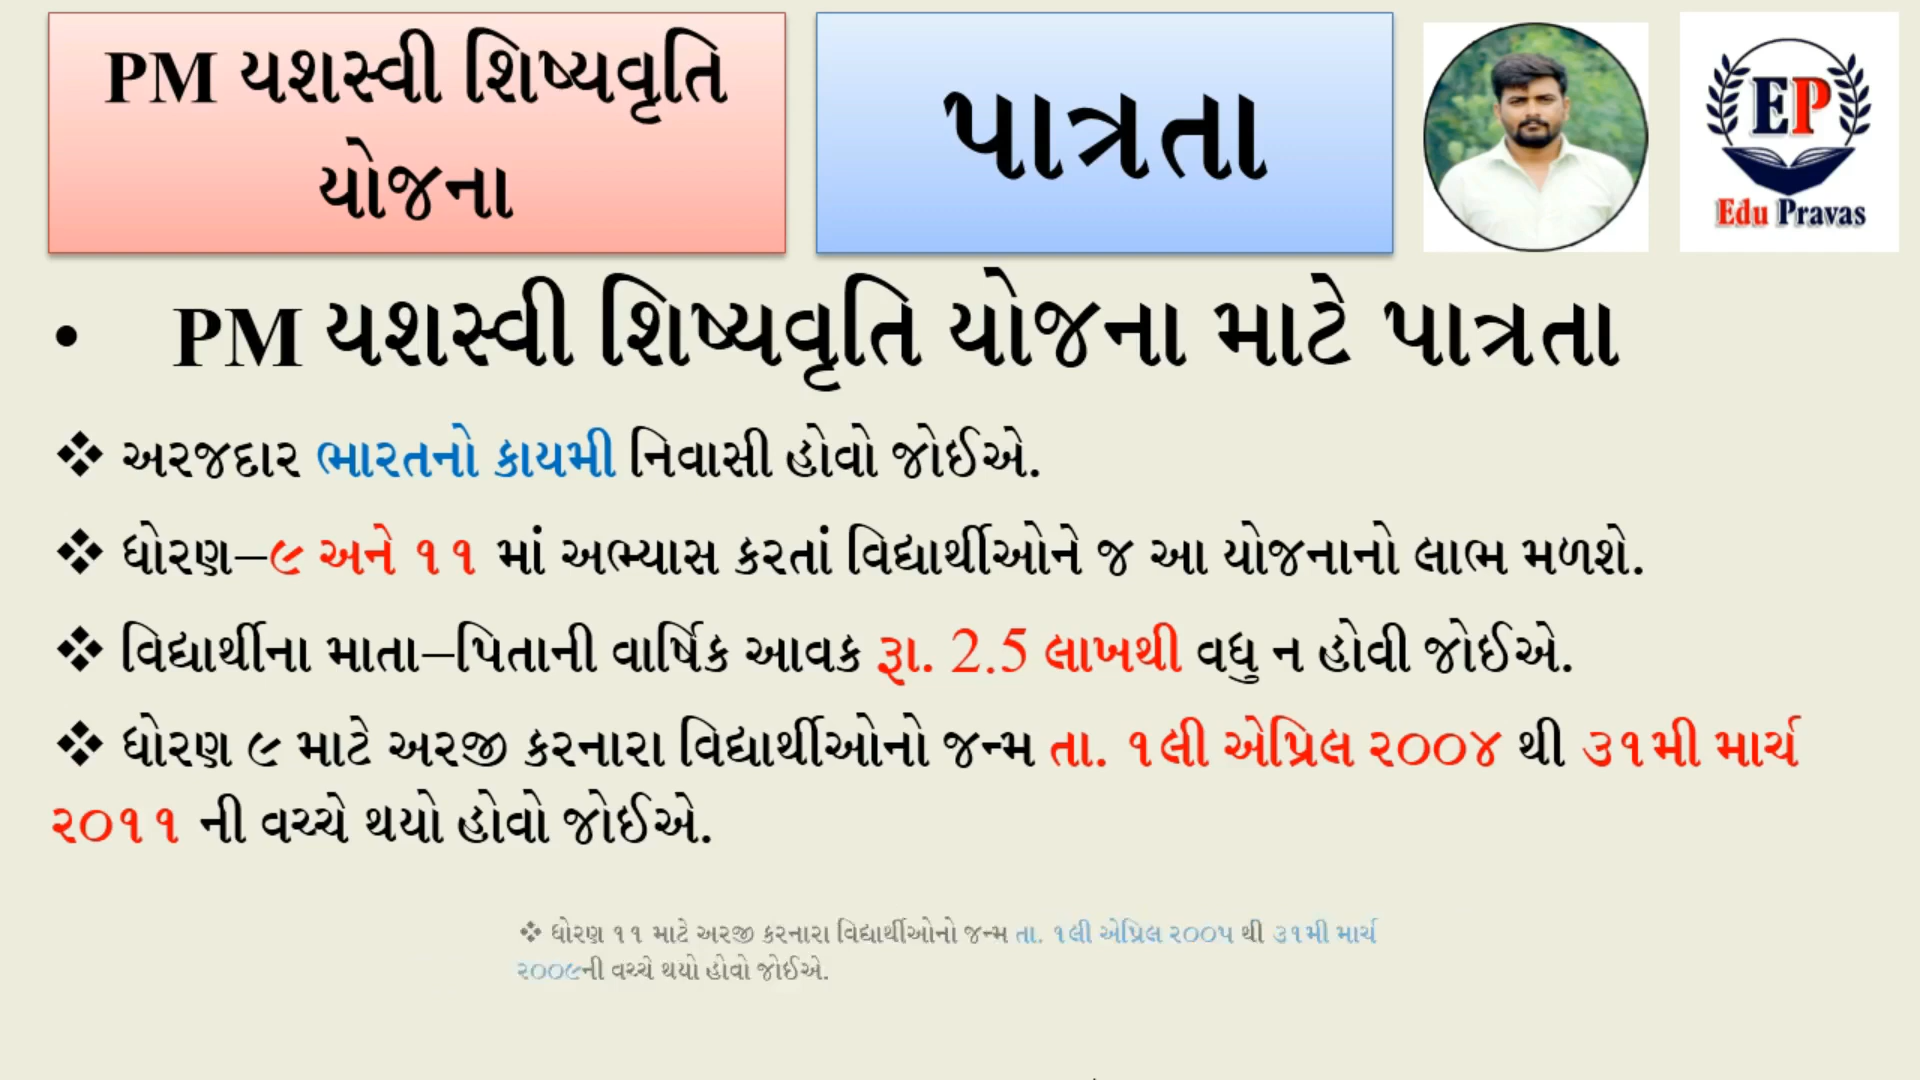 PM યશસ્વી શિષ્યવૃતિ
યોજના
પાત્રતા
EP
Edu Pravas
• PM યશસ્વી શિષ્યવૃતિ યોજના માટે પાત્રતા
❖ અરજદાર ભારતનો કાયમી નિવાસી હોવો જોઈએ.
❖ ધોરણ–૯ અને ૧૧ માં અભ્યાસ કરતાં વિદ્યાર્થીઓને જ આ યોજનાનો લાભ મળશે.
❖ વિદ્યાર્થીના માતા–પિતાની વાર્ષિક આવક રૂા. 2.5 લાખથી વધુ ન હોવી જોઈએ.
❖ ધોરણ ૯ માટે અરજી કરનારા વિદ્યાર્થીઓનો જન્મ તા. ૧લી એપ્રિલ ૨૦૦૪ થી ૩૧મી માર્ચ
૨૦૧૧ ની વચ્ચે થયો હોવો જોઈએ.
❖ ધોરણ ૧૧ માટે અરજી કરનારા વિદ્યાર્થીઓનો જન્મ તા. ૧લી એપ્રિલ ૨૦૦૫ થી ૩૧મી માર્ચ
૨૦૦૯ની વચ્ચે થયો હોવો જોઈએ.